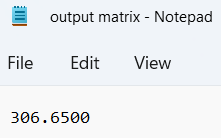 output matrix - Notepad
File Edit View
306.6500